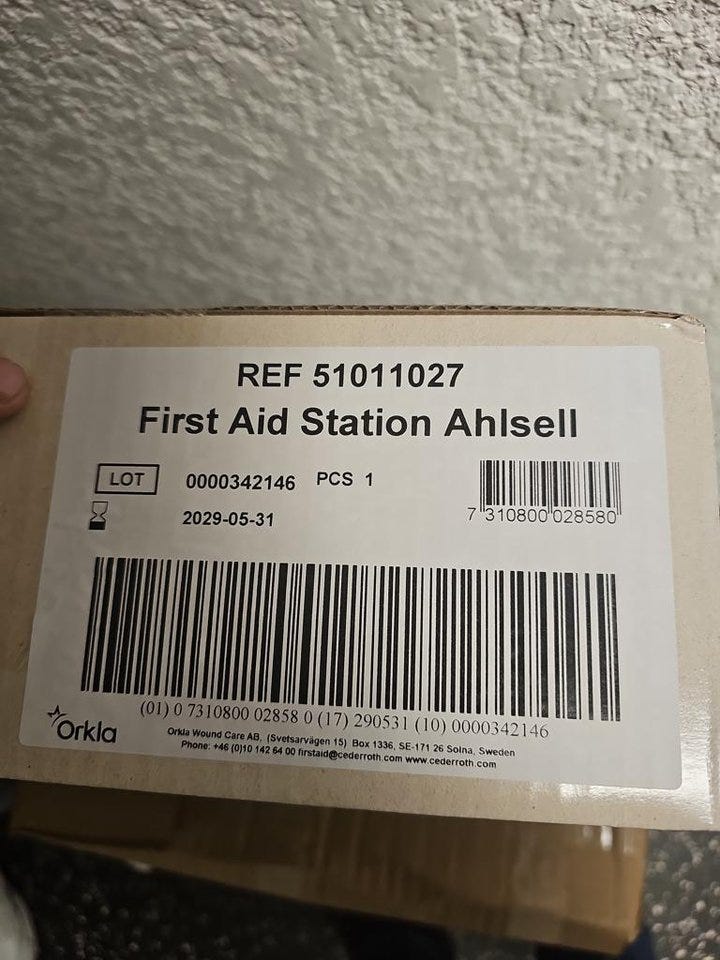 REF 51011027
First Aid Station Ahlsell
LOT 0000342146 PCS 1
2029-05-31
7 310800 028580
(01) 0 7310800 02858 0 (17) 290531 (10) 0000342146
Orkla
Orkla Wound Care AB, (Svetsarvägen 15) Box 1336, SE-171 26 Solna, Sweden
Phone: +46 (0)10 142 64 00 firstaid@cederroth.com www.cederroth.com